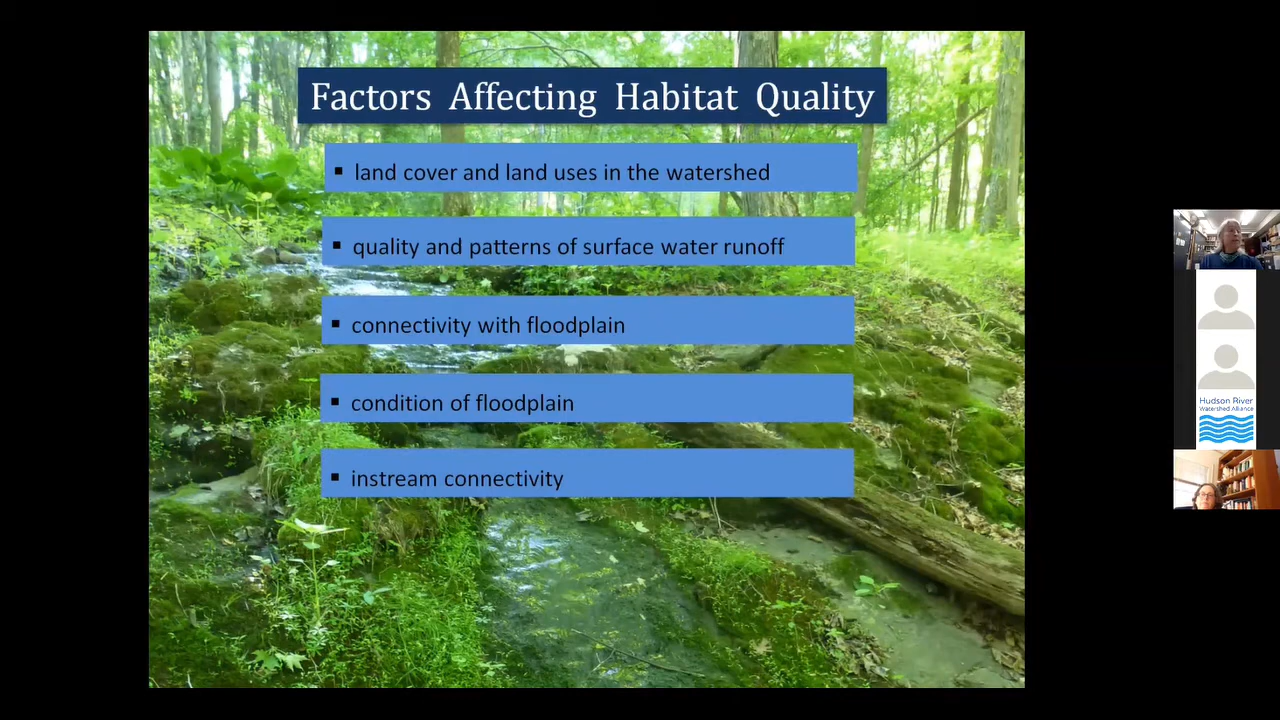 Factors Affecting Habitat Quality
▪ land cover and land uses in the watershed
▪ quality and patterns of surface water runoff
▪ connectivity with floodplain
▪ condition of floodplain
▪ instream connectivity
Hudson River
Watershed Alliance